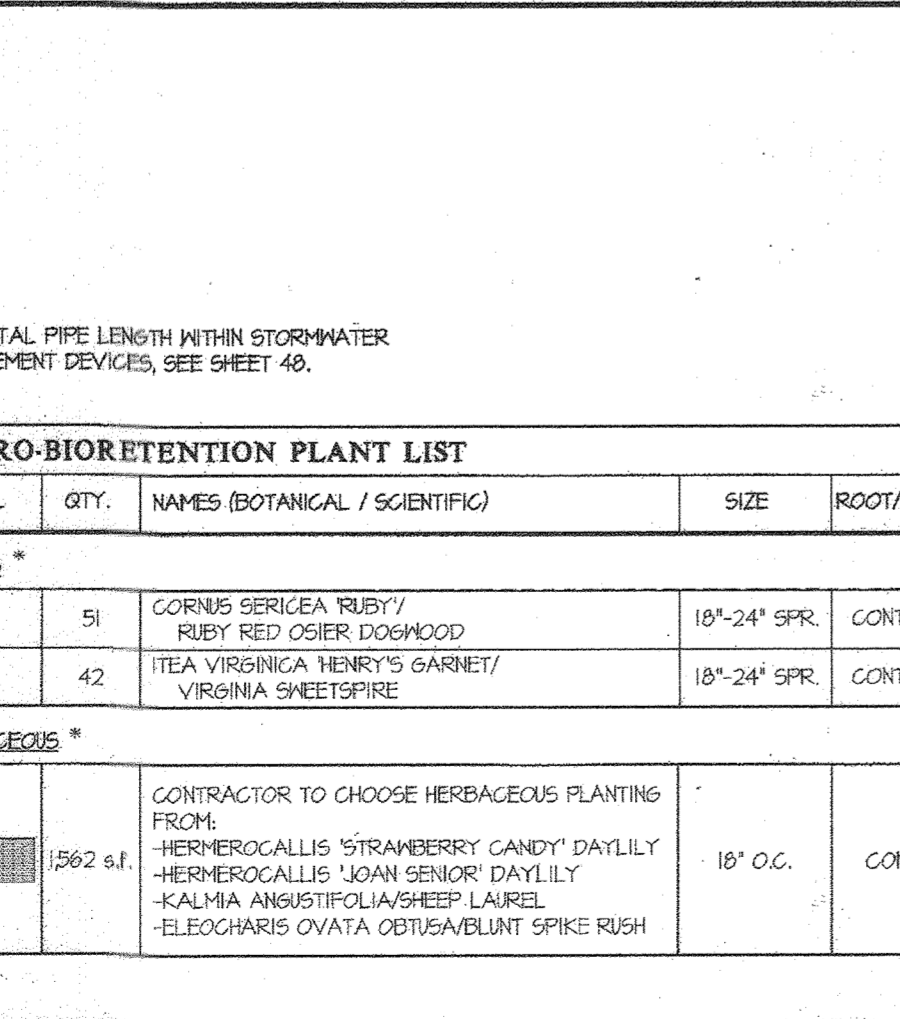 TAL PIPE LENGTH WITHIN STORMWATER
EMENT DEVICES, SEE SHEET 48.
RO-BIORETENTION PLANT LIST
QTY. NAMES (BOTANICAL / SCIENTIFIC) SIZE ROOT/
*
51 CORNUS SERICEA 'RUBY'/ 18"-24" SPR. CONT
RUBY RED OSIER DOGWOOD
42 ITEA VIRGINICA 'HENRY'S GARNET/ 18"-24" SPR. CONT
VIRGINIA SWEETSPIRE
CEOUS *
CONTRACTOR TO CHOOSE HERBACEOUS PLANTING
FROM:
-HERMEROCALLIS 'STRAWBERRY CANDY' DAYLILY
1,562 s.f. -HERMEROCALLIS 'JOAN SENIOR' DAYLILY 18" O.C. CON
-KALMIA ANGUSTIFOLIA/SHEEP LAUREL
-ELEOCHARIS OVATA OBTUSA/BLUNT SPIKE RUSH